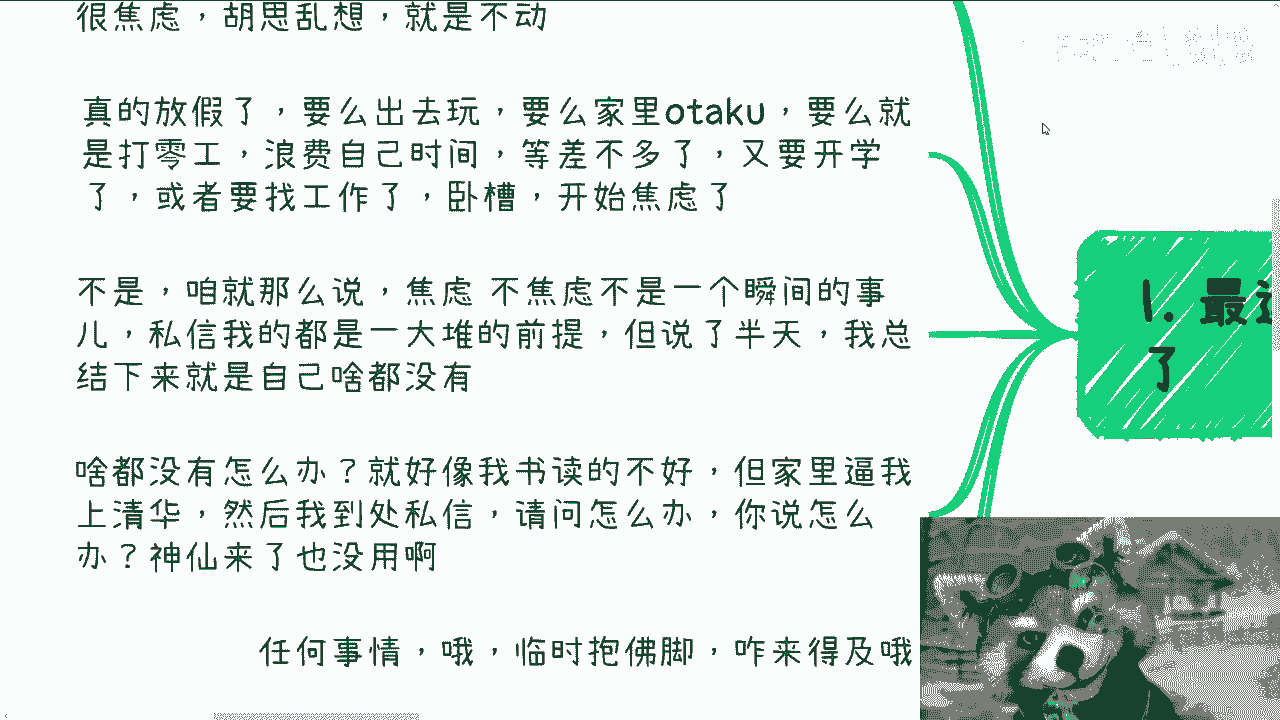 很焦虑，胡思乱想，就是不动
真的放假了，要么出去玩，要么家里otaku，要么就
是打零工，浪费自己时间，等差不多了，又要开学
了，或者要找工作了，卧槽，开始焦虑了
不是，咱就那么说，焦虑 不焦虑不是一个瞬间的事
儿，私信我的都是一大堆的前提，但说了半天，我总
结下来就是自己啥都没有
啥都没有怎么办？就好像我书读的不好，但家里逼我
上清华，然后我到处私信，请问怎么办，你说怎么
办？神仙来了也没用啊
任何事情，哦，临时抱佛脚，咋来得及哦
1. 最近
了